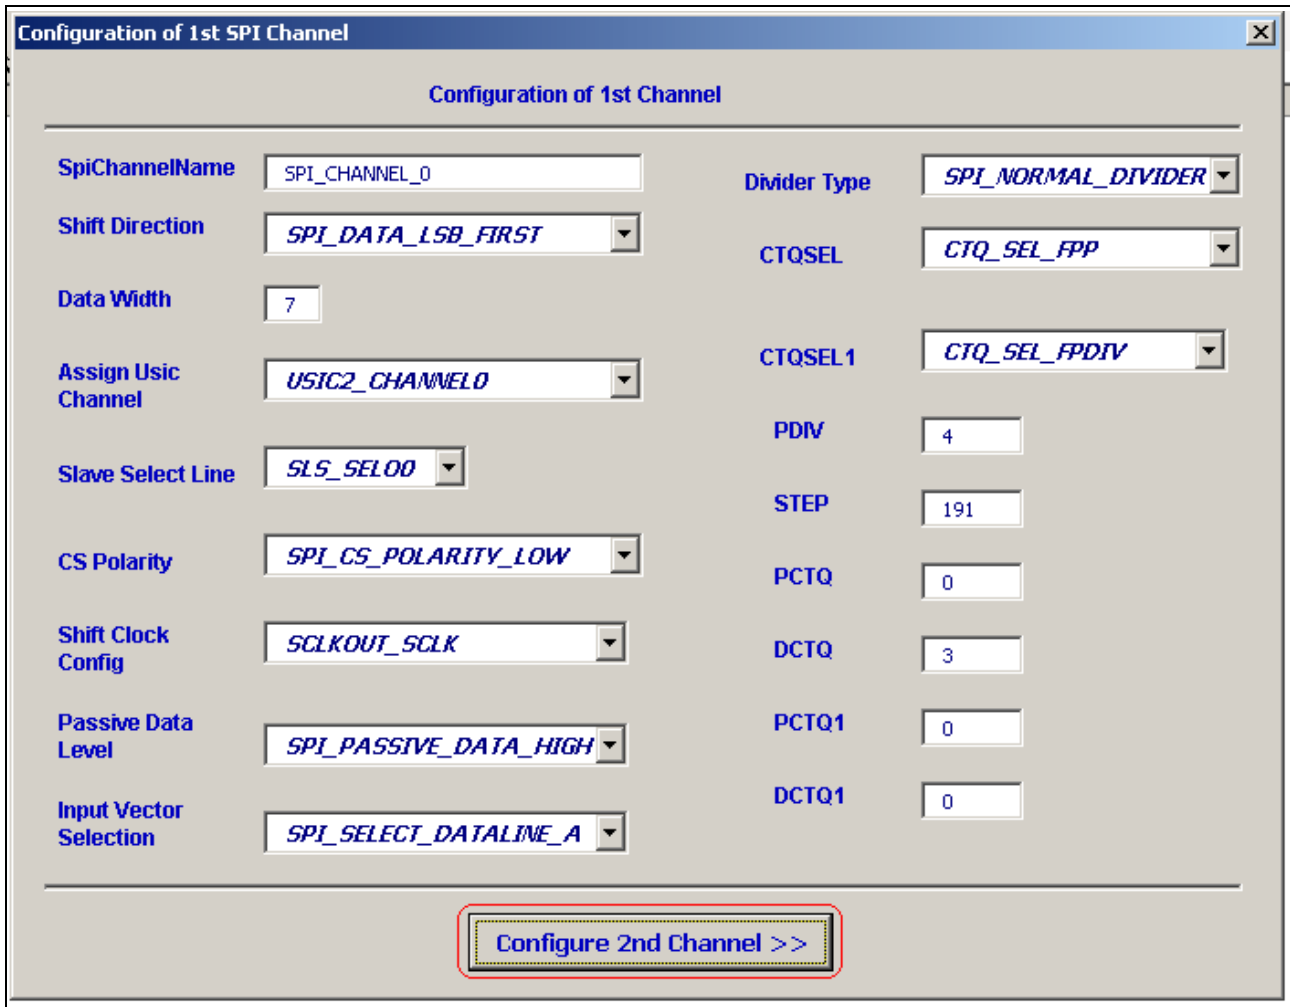 Configuration of 1st SPI Channel
Configuration of 1st Channel
SpiChannelName
SPI_CHANNEL_0
Shift Direction
SPI_DATA_LSB_FIRST
Data Width
7
Assign Usic
Channel
USIC2_CHANNEL0
Slave Select Line
SLS_SELO0
CS Polarity
SPI_CS_POLARITY_LOW
Shift Clock
Config
SCLKOUT_SCLK
Passive Data
Level
SPI_PASSIVE_DATA_HIGH
Input Vector
Selection
SPI_SELECT_DATALINE_A
Divider Type
SPI_NORMAL_DIVIDER
CTQSEL
CTQ_SEL_FPP
CTQSEL1
CTQ_SEL_FPDIV
PDIV
4
STEP
191
PCTQ
0
DCTQ
3
PCTQ1
0
DCTQ1
0
Configure 2nd Channel >>